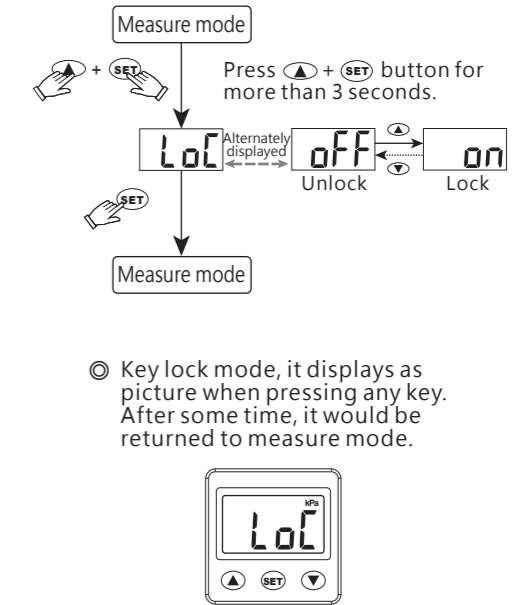 Measure mode
▲ + SET
Press ▲ + SET button for
more than 3 seconds.
LoC
Alternately
displayed
oFF
▲
▼
on
Unlock
Lock
SET
Measure mode
◎ Key lock mode, it displays as
picture when pressing any key.
After some time, it would be
returned to measure mode.
kPa
LoC
▲ SET ▼